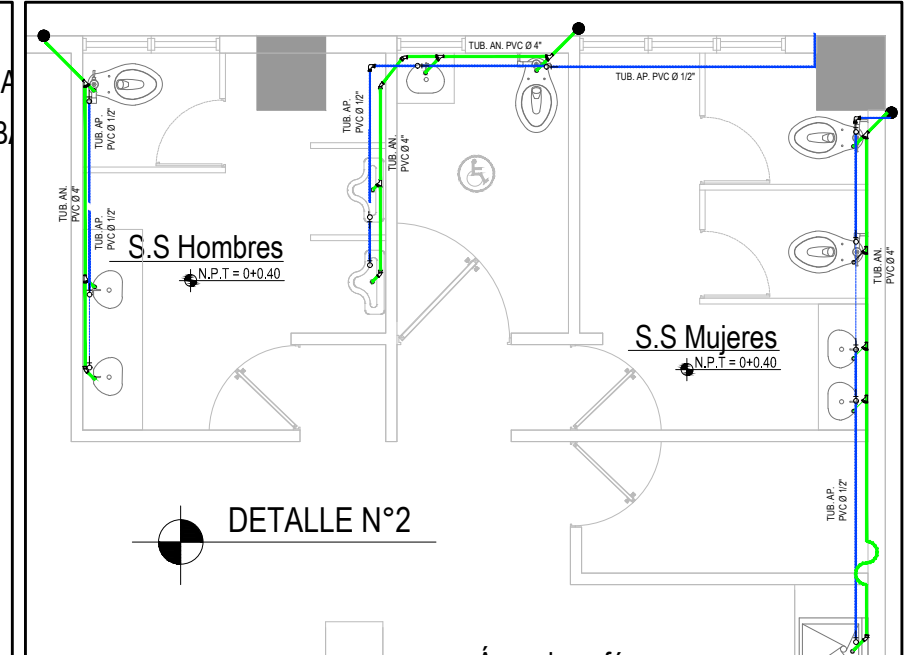 A
BA
TUB. AN. PVC Ø 4"
TUB. AP. PVC Ø 1/2"
TUB. AP.
PVC Ø 1/2"
TUB. AP.
PVC Ø 1/2"
TUB. AN.
PVC Ø 4"
TUB. AN.
PVC Ø 4"
TUB. AP.
PVC Ø 1/2"
S.S Hombres
N.P.T = 0+0.40
TUB. AN.
PVC Ø 4"
S.S Mujeres
N.P.T = 0+0.40
TUB. AP.
PVC Ø 1/2"
DETALLE N°2